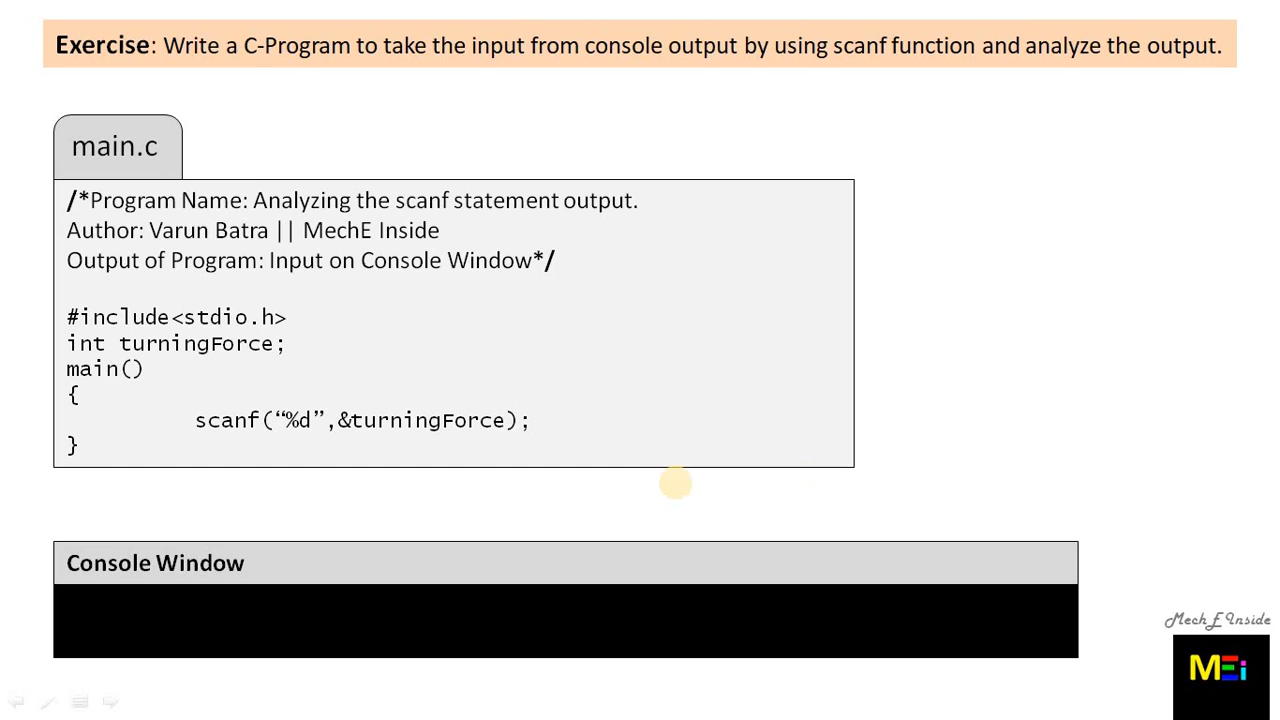 Exercise: Write a C-Program to take the input from console output by using scanf function and analyze the output.
main.c
/*Program Name: Analyzing the scanf statement output.
Author: Varun Batra || MechE Inside
Output of Program: Input on Console Window*/
#include<stdio.h>
int turningForce;
main()
{
scanf(“%d”,&turningForce);
}
Console Window
MechE Inside
MEi